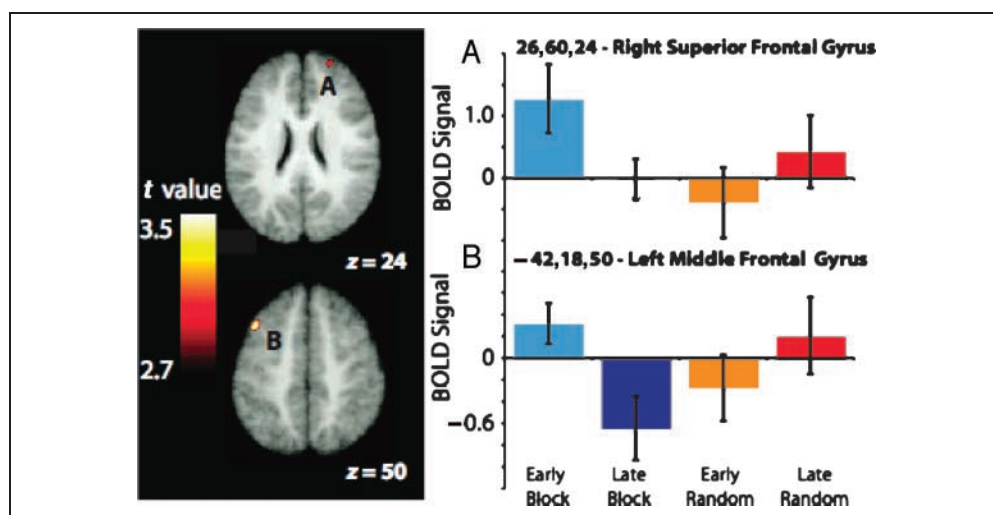 A
t value
3.5
2.7
z = 24
B
z = 50
A 26,60,24 - Right Superior Frontal Gyrus
BOLD Signal
1.0
0
B −42,18,50 - Left Middle Frontal Gyrus
BOLD Signal
0
−0.6
Early Block
Late Block
Early Random
Late Random